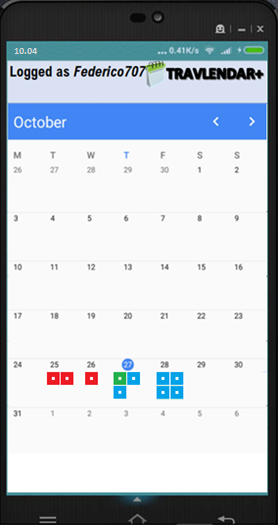 10.04 ... 0.41K/s
Logged as Federico707 TRAVLENDAR+
October
M T W T F S S
26 27 28 29 30 1 2
3 4 5 6 7 8 9
10 11 12 13 14 15 16
17 18 19 20 21 22 23
24 25 26 27 28 29 30
31 1 2 3 4 5 6